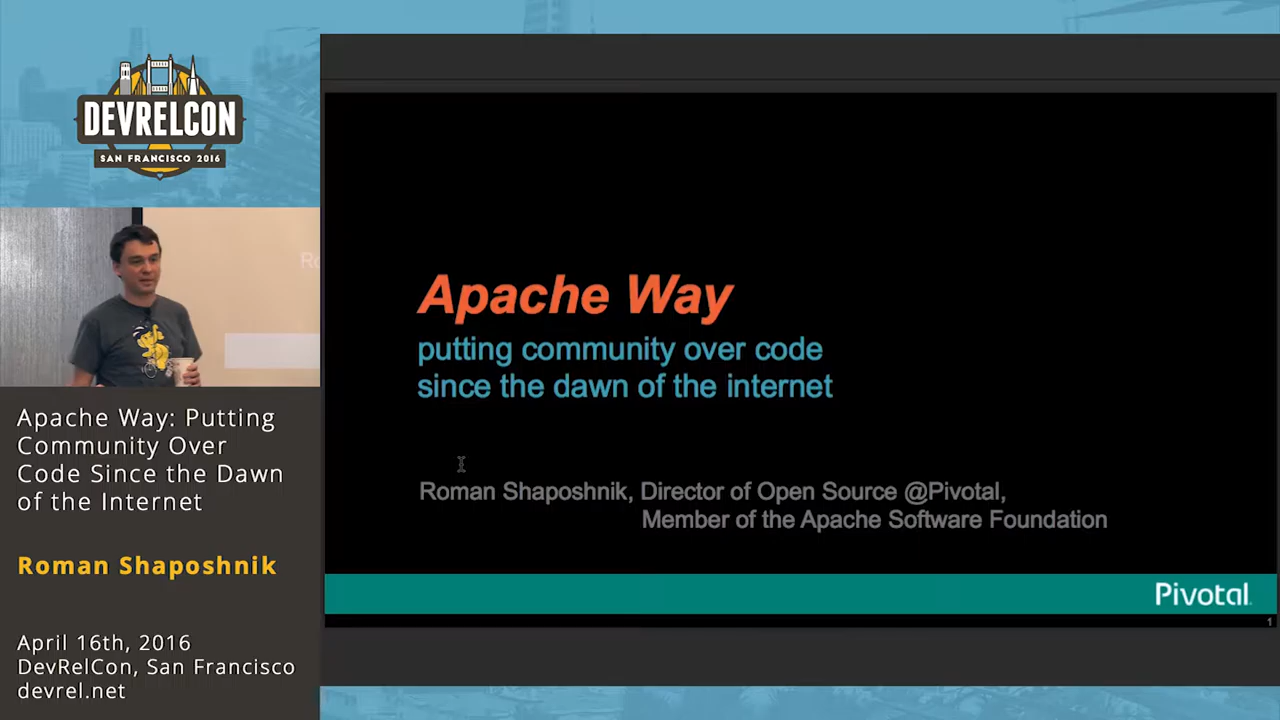 DEVRELCON
SAN FRANCISCO 2016
Apache Way: Putting
Community Over
Code Since the Dawn
of the Internet
Roman Shaposhnik
April 16th, 2016
DevRelCon, San Francisco
devrel.net
Apache Way
putting community over code
since the dawn of the internet
Roman Shaposhnik, Director of Open Source @Pivotal,
Member of the Apache Software Foundation
Pivotal
1